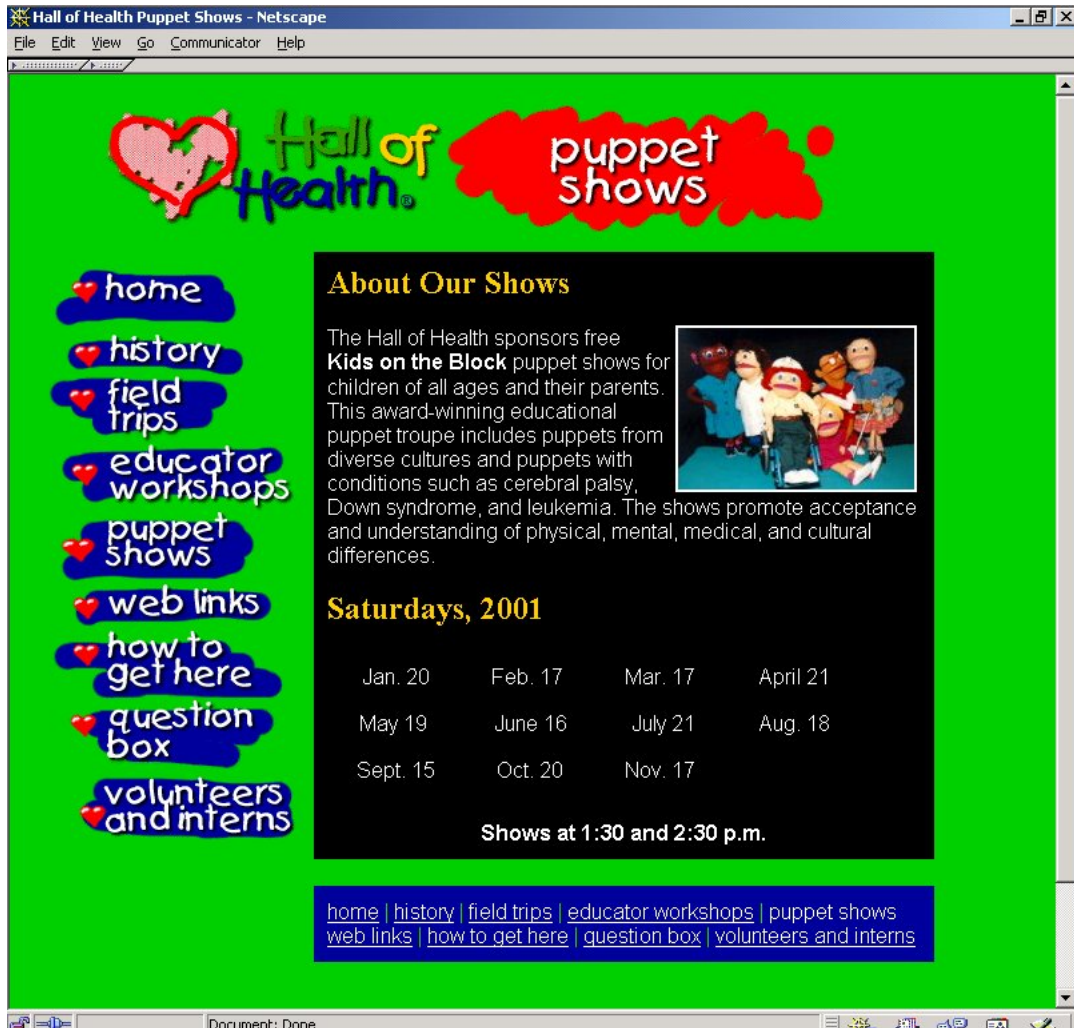 Hall of Health Puppet Shows - Netscape
File Edit View Go Communicator Help
Hall of
Health®
puppet
shows
home
history
field
trips
educator
workshops
puppet
shows
web links
how to
get here
question
box
volunteers
and interns
About Our Shows
The Hall of Health sponsors free
Kids on the Block puppet shows for
children of all ages and their parents.
This award-winning educational
puppet troupe includes puppets from
diverse cultures and puppets with
conditions such as cerebral palsy,
Down syndrome, and leukemia. The shows promote acceptance
and understanding of physical, mental, medical, and cultural
differences.
Saturdays, 2001
Jan. 20 Feb. 17 Mar. 17 April 21
May 19 June 16 July 21 Aug. 18
Sept. 15 Oct. 20 Nov. 17
Shows at 1:30 and 2:30 p.m.
home | history | field trips | educator workshops | puppet shows
web links | how to get here | question box | volunteers and interns
Document: Done